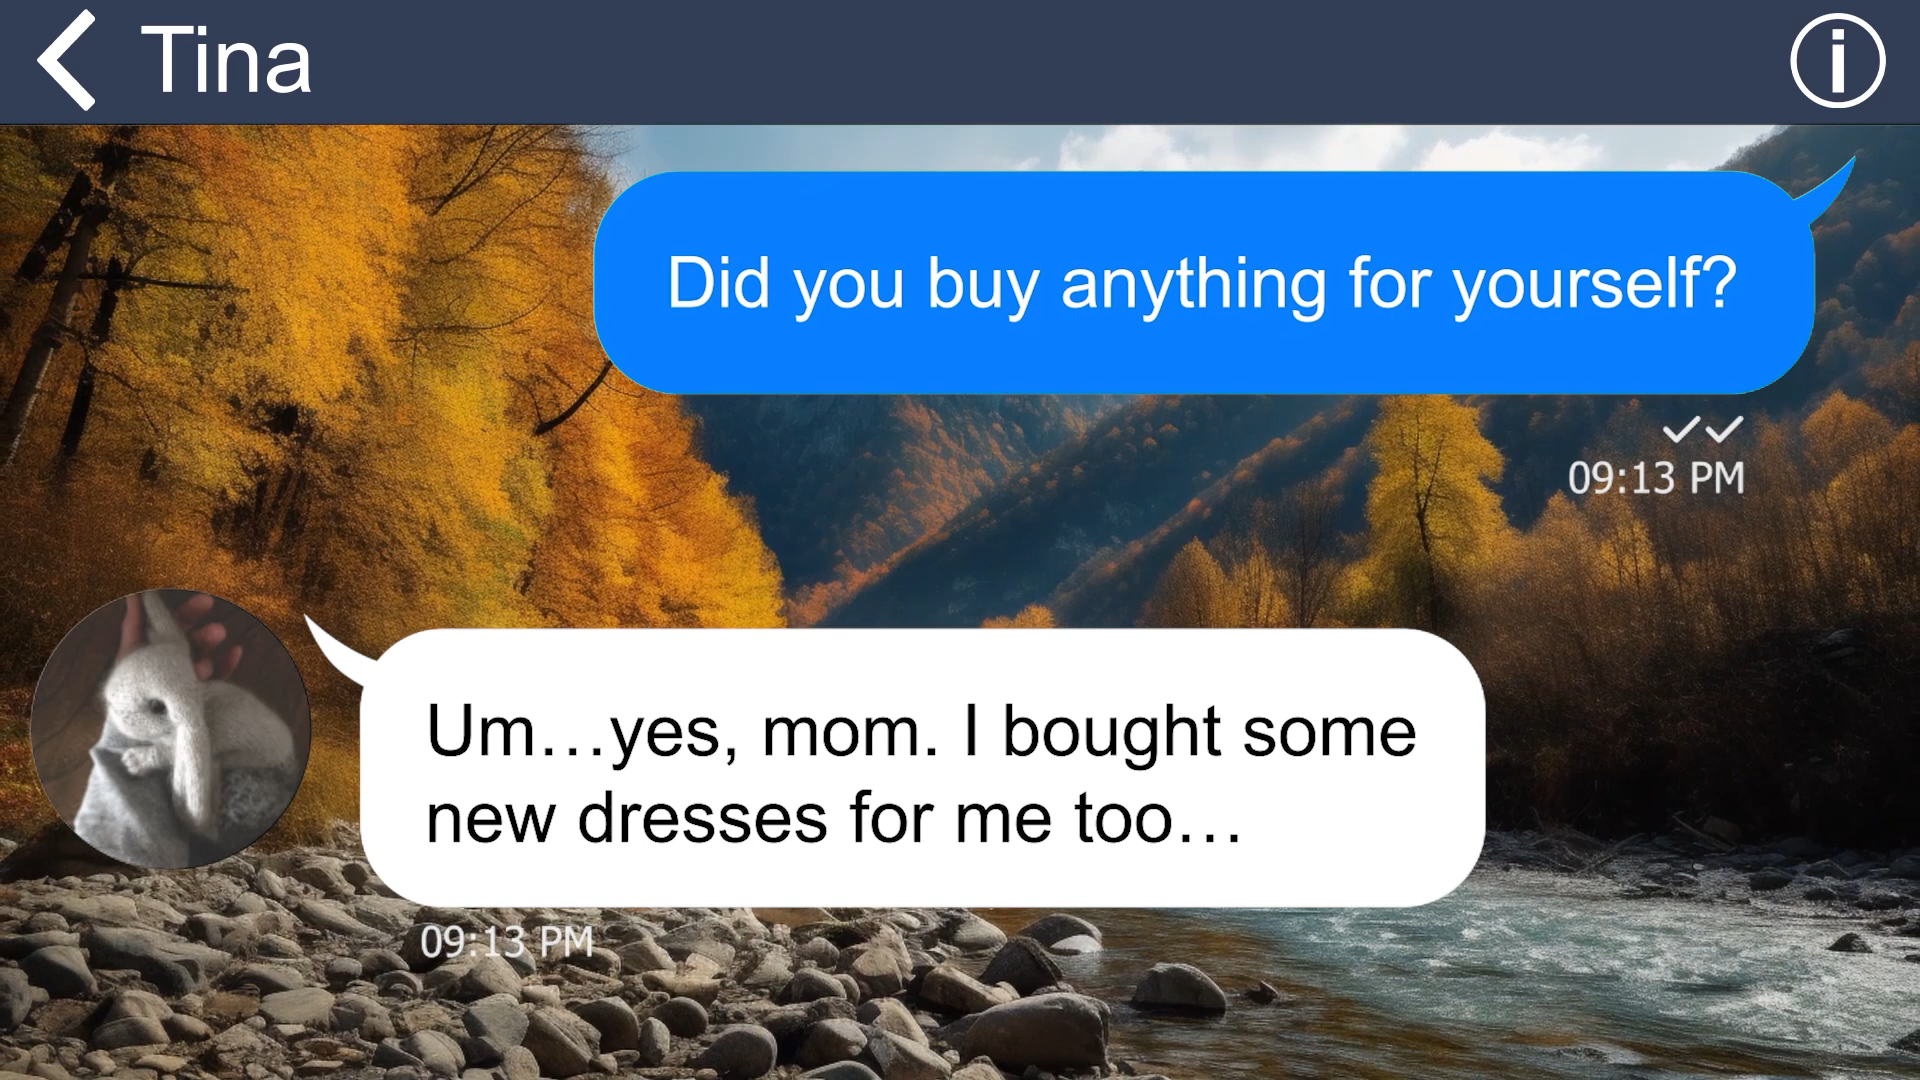 Tina
Did you buy anything for yourself?
09:13 PM
Um…yes, mom. I bought some
new dresses for me too…
09:13 PM